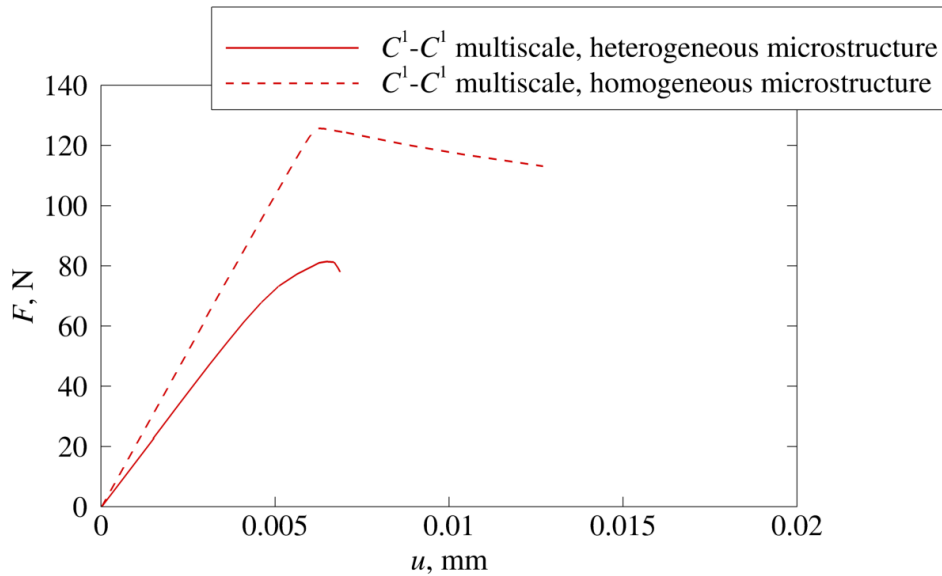 C¹-C¹ multiscale, heterogeneous microstructure
C¹-C¹ multiscale, homogeneous microstructure
140
120
100
80
60
40
20
0
F, N
0 0.005 0.01 0.015 0.02
u, mm